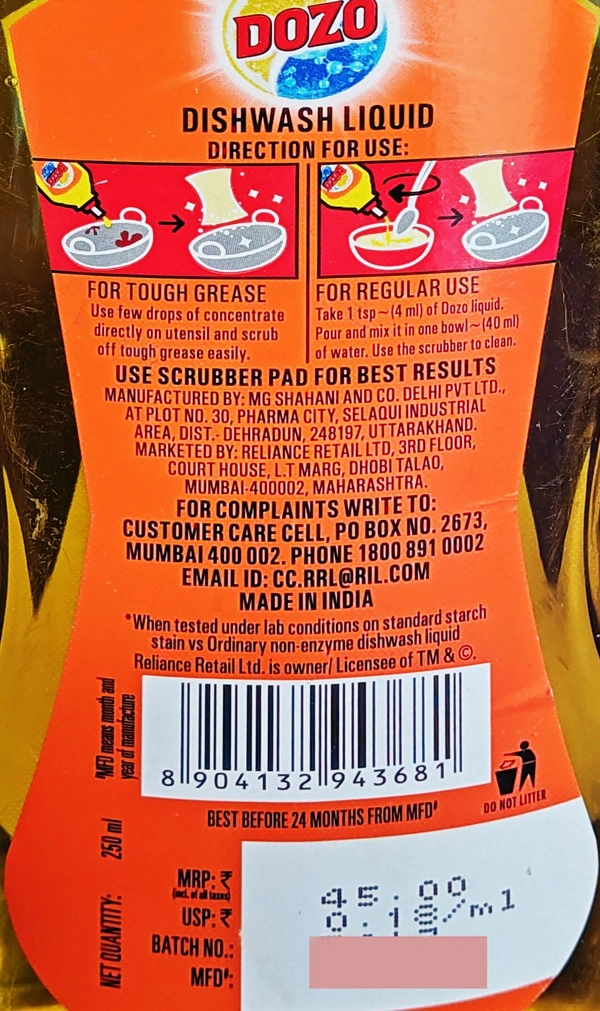 DOZO
DISHWASH LIQUID
DIRECTION FOR USE:
FOR TOUGH GREASE
Use few drops of concentrate
directly on utensil and scrub
off tough grease easily.
FOR REGULAR USE
Take 1 tsp~(4 ml) of Dozo liquid.
Pour and mix it in one bowl~(40 ml)
of water. Use the scrubber to clean.
USE SCRUBBER PAD FOR BEST RESULTS
MANUFACTURED BY: MG SHAHANI AND CO. DELHI PVT LTD.,
AT PLOT NO. 30, PHARMA CITY, SELAQUI INDUSTRIAL
AREA, DIST.- DEHRADUN, 248197, UTTARAKHAND.
MARKETED BY: RELIANCE RETAIL LTD, 3RD FLOOR,
COURT HOUSE, L.T MARG, DHOBI TALAO,
MUMBAI-400002, MAHARASHTRA.
FOR COMPLAINTS WRITE TO:
CUSTOMER CARE CELL, PO BOX NO. 2673,
MUMBAI 400 002. PHONE 1800 891 0002
EMAIL ID: CC.RRL@RIL.COM
MADE IN INDIA
*When tested under lab conditions on standard starch
stain vs Ordinary non-enzyme dishwash liquid
Reliance Retail Ltd. is owner/ Licensee of TM & ©.
#MFD means month and
year of manufacture
8 904132 943681
DO NOT LITTER
BEST BEFORE 24 MONTHS FROM MFD#
NET QUANTITY: 250 ml
MRP: ₹ 45.00
(incl. of all taxes)
USP: ₹ 0.18/ml
BATCH NO.:
MFD#: